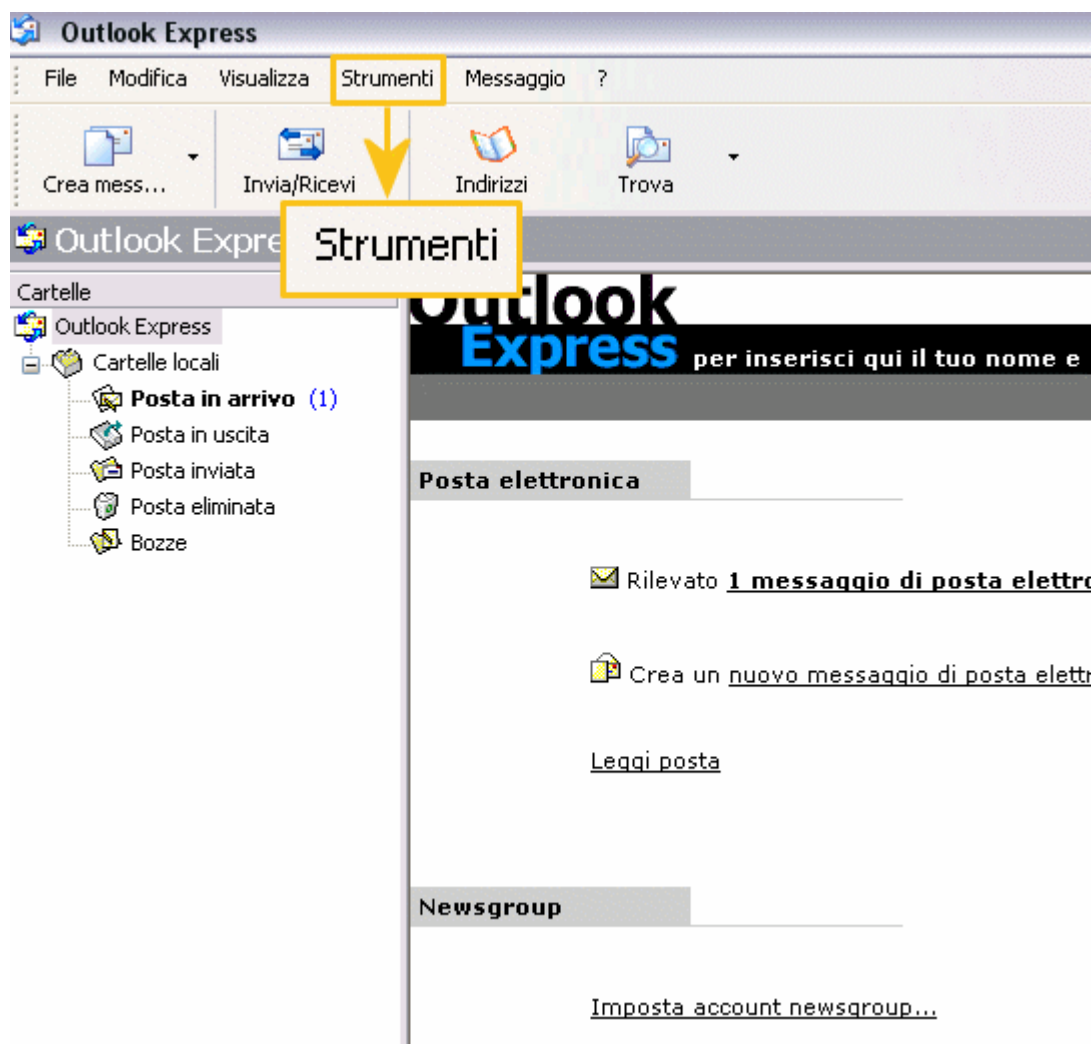 Outlook Express
File Modifica Visualizza Strumenti Messaggio ?
Crea mess... Invia/Ricevi Indirizzi Trova
Outlook Expre
Strumenti
Cartelle
Outlook Express
Cartelle locali
Posta in arrivo (1)
Posta in uscita
Posta inviata
Posta eliminata
Bozze
Outlook
Express per inserisci qui il tuo nome e
Posta elettronica
Rilevato 1 messaggio di posta elettro
Crea un nuovo messaggio di posta elettr
Leggi posta
Newsgroup
Imposta account newsgroup...